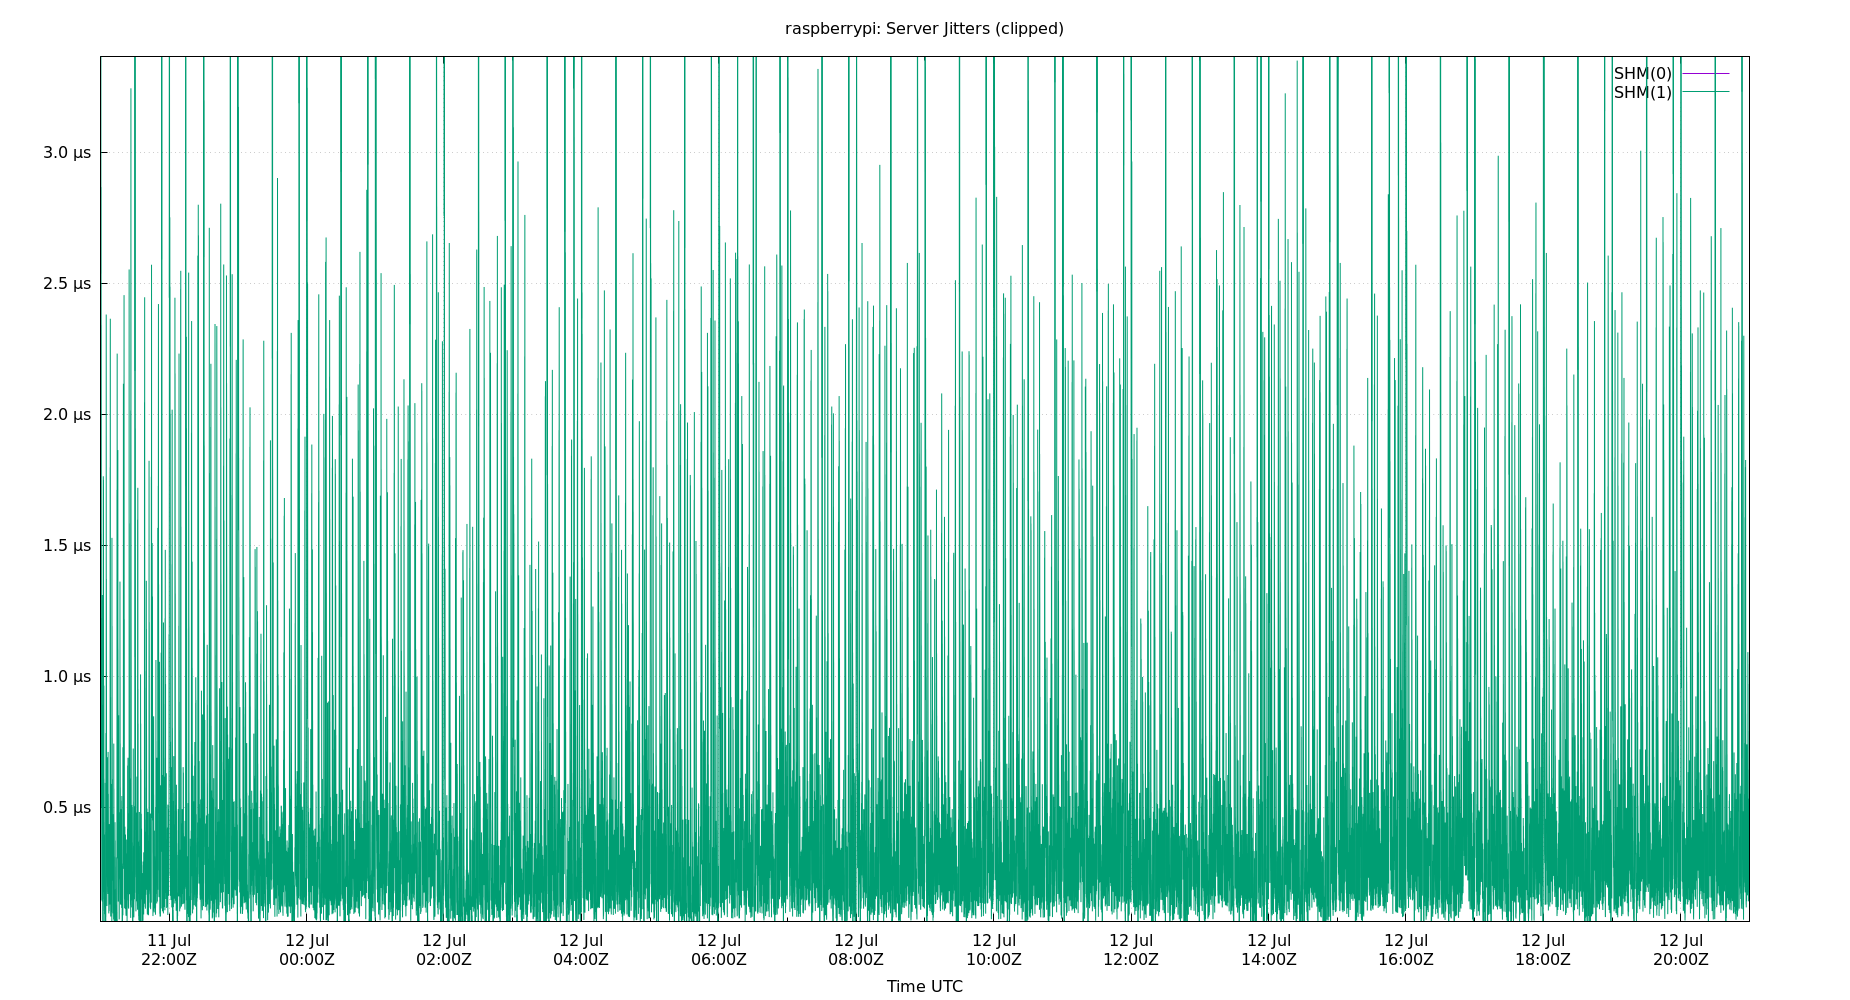 raspberrypi: Server Jitters (clipped)
SHM(0)
SHM(1)
3.0 µs
2.5 µs
2.0 µs
1.5 µs
1.0 µs
0.5 µs
11 Jul 12 Jul 12 Jul 12 Jul 12 Jul 12 Jul 12 Jul 12 Jul 12 Jul 12 Jul 12 Jul 12 Jul
22:00Z 00:00Z 02:00Z 04:00Z 06:00Z 08:00Z 10:00Z 12:00Z 14:00Z 16:00Z 18:00Z 20:00Z
Time UTC